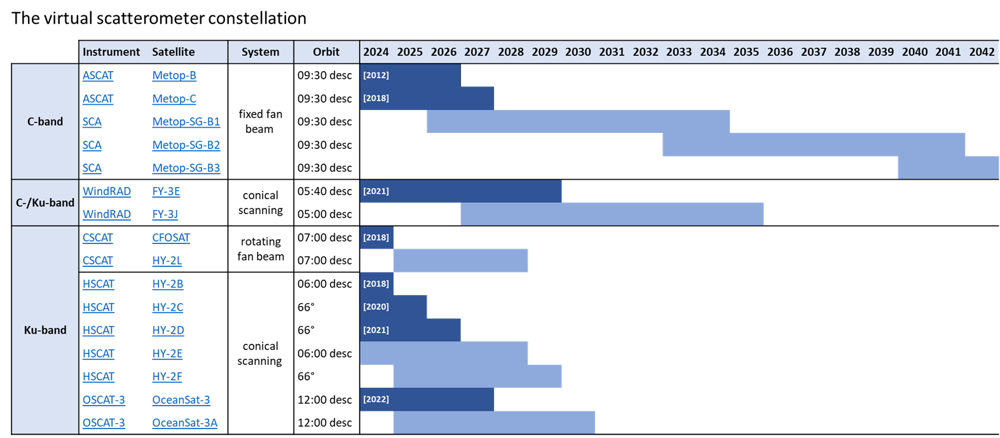 The virtual scatterometer constellation
Instrument Satellite System Orbit 2024 2025 2026 2027 2028 2029 2030 2031 2032 2033 2034 2035 2036 2037 2038 2039 2040 2041 2042
C-band
ASCAT Metop-B 09:30 desc [2012]
ASCAT Metop-C 09:30 desc [2018]
fixed fan
beam
SCA Metop-SG-B1 09:30 desc
SCA Metop-SG-B2 09:30 desc
SCA Metop-SG-B3 09:30 desc
C-/Ku-band
WindRAD FY-3E 05:40 desc [2021]
conical
scanning
WindRAD FY-3J 05:00 desc
Ku-band
CSCAT CFOSAT 07:00 desc [2018]
rotating
fan beam
CSCAT HY-2L 07:00 desc
HSCAT HY-2B 06:00 desc [2018]
HSCAT HY-2C 66° [2020]
HSCAT HY-2D 66° [2021]
conical
scanning
HSCAT HY-2E 06:00 desc
HSCAT HY-2F 66°
OSCAT-3 OceanSat-3 12:00 desc [2022]
OSCAT-3 OceanSat-3A 12:00 desc